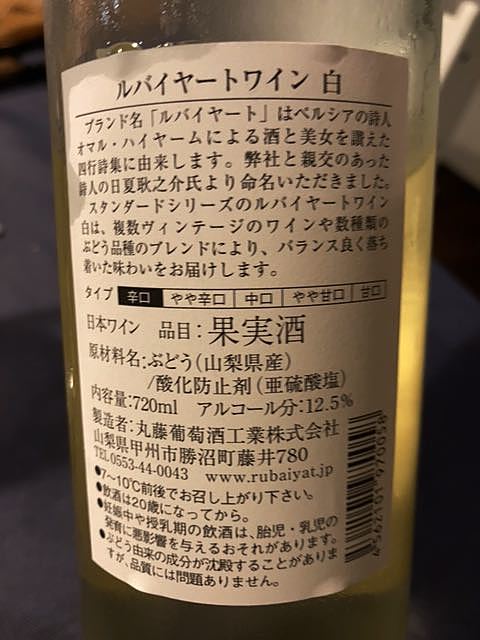 ルバイヤートワイン 白
ブランド名「ルバイヤート」はペルシアの詩人
オマル・ハイヤームによる酒と美女を讃えた
四行詩集に由来します。弊社と親交のあった
詩人の日夏耿之介氏より命名いただきました。
スタンダードシリーズのルバイヤートワイン
白は、複数ヴィンテージのワインや数種類の
ぶどう品種のブレンドにより、バランス良く落ち
着いた味わいをお届けします。
タイプ 辛口 やや辛口 中口 やや甘口 甘口
日本ワイン 品目:果実酒
原材料名:ぶどう(山梨県産)
/酸化防止剤(亜硫酸塩)
内容量:720ml アルコール分:12.5%
製造者:丸藤葡萄酒工業株式会社
山梨県甲州市勝沼町藤井780
TEL 0553-44-0043 www.rubaiyat.jp
●7~10℃前後でお召し上がり下さい。
●飲酒は20歳になってから。
●妊娠中や授乳期の飲酒は、胎児・乳児の
発育に悪影響を与えるおそれがあります。
●ぶどう由来の成分が沈殿することがありま
すが、品質には問題ありません。